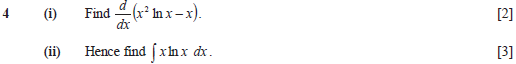 4 (i) Find d/dx (x² ln x – x). [2]
(ii) Hence find ∫ x ln x dx. [3]